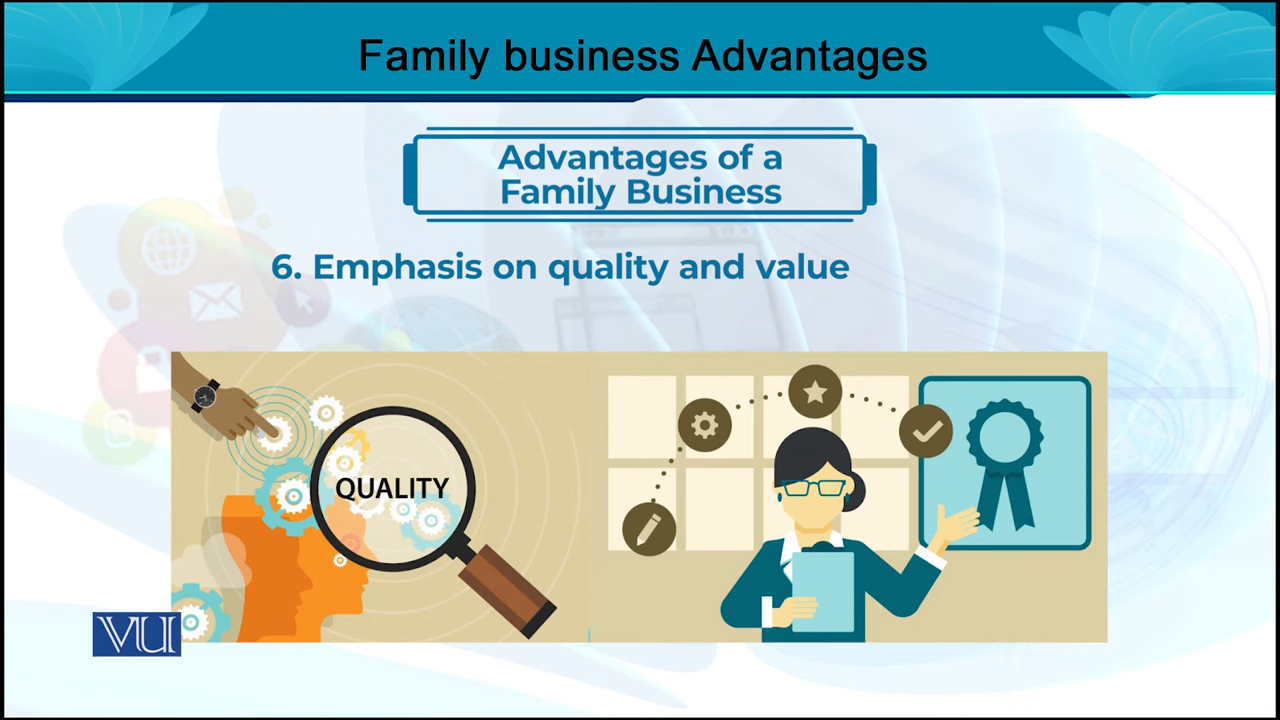 Family business Advantages
Advantages of a
Family Business
6. Emphasis on quality and value
QUALITY
VU